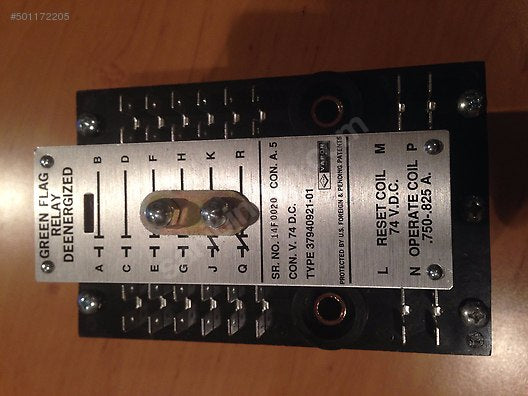 #501172205
GREEN FLAG
RELAY
DEENERGIZED
A B
C D
E F
G H
J K
Q R
SR. NO. 14F0020 CON. A. 5
CON. V. 74 D.C.
TYPE 37940921-01
PROTECTED BY U.S. FOREIGN & PENDING PATENTS
L RESET COIL M
74 V.D.C.
N OPERATE COIL P
.750-.825 A.